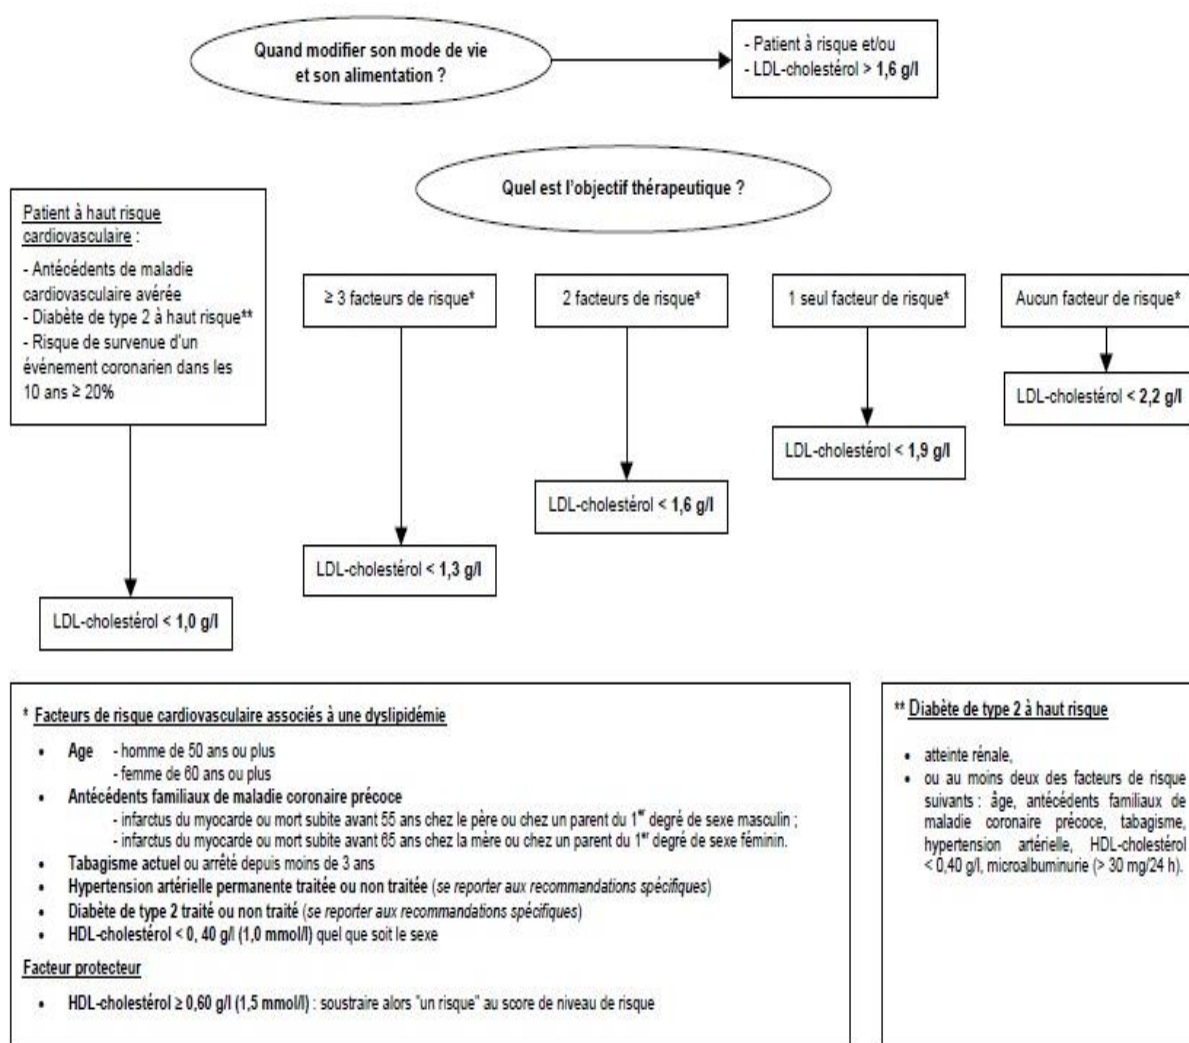 Quand modifier son mode de vie
et son alimentation ?
- Patient à risque et/ou
- LDL-cholestérol > 1,6 g/l
Quel est l'objectif thérapeutique ?
Patient à haut risque
cardiovasculaire :
- Antécédents de maladie
cardiovasculaire avérée
- Diabète de type 2 à haut risque**
- Risque de survenue d'un
événement coronarien dans les
10 ans ≥ 20%
≥ 3 facteurs de risque*
2 facteurs de risque*
1 seul facteur de risque*
Aucun facteur de risque*
LDL-cholestérol < 2,2 g/l
LDL-cholestérol < 1,9 g/l
LDL-cholestérol < 1,6 g/l
LDL-cholestérol < 1,3 g/l
LDL-cholestérol < 1,0 g/l
* Facteurs de risque cardiovasculaire associés à une dyslipidémie
• Age - homme de 50 ans ou plus
- femme de 60 ans ou plus
• Antécédents familiaux de maladie coronaire précoce
- infarctus du myocarde ou mort subite avant 55 ans chez le père ou chez un parent du 1er degré de sexe masculin ;
- infarctus du myocarde ou mort subite avant 65 ans chez la mère ou chez un parent du 1er degré de sexe féminin.
• Tabagisme actuel ou arrêté depuis moins de 3 ans
• Hypertension artérielle permanente traitée ou non traitée (se reporter aux recommandations spécifiques)
• Diabète de type 2 traité ou non traité (se reporter aux recommandations spécifiques)
• HDL-cholestérol < 0, 40 g/l (1,0 mmol/l) quel que soit le sexe
Facteur protecteur
• HDL-cholestérol ≥ 0,60 g/l (1,5 mmol/l) : soustraire alors "un risque" au score de niveau de risque
** Diabète de type 2 à haut risque
• atteinte rénale,
• ou au moins deux des facteurs de risque
suivants : âge, antécédents familiaux de
maladie coronaire précoce, tabagisme,
hypertension artérielle, HDL-cholestérol
< 0,40 g/l, microalbuminurie (> 30 mg/24 h).